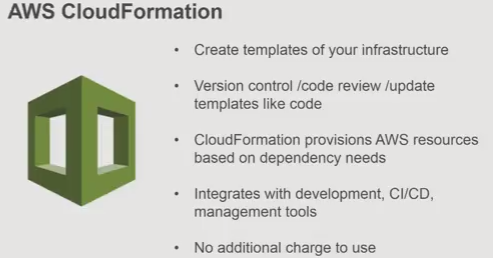 AWS CloudFormation
• Create templates of your infrastructure
• Version control /code review /update
templates like code
• CloudFormation provisions AWS resources
based on dependency needs
• Integrates with development, CI/CD,
management tools
• No additional charge to use